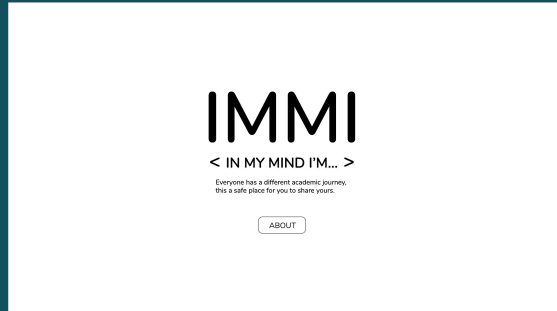 IMMI
< IN MY MIND I'M... >
Everyone has a different academic journey,
this a safe place for you to share yours.
ABOUT